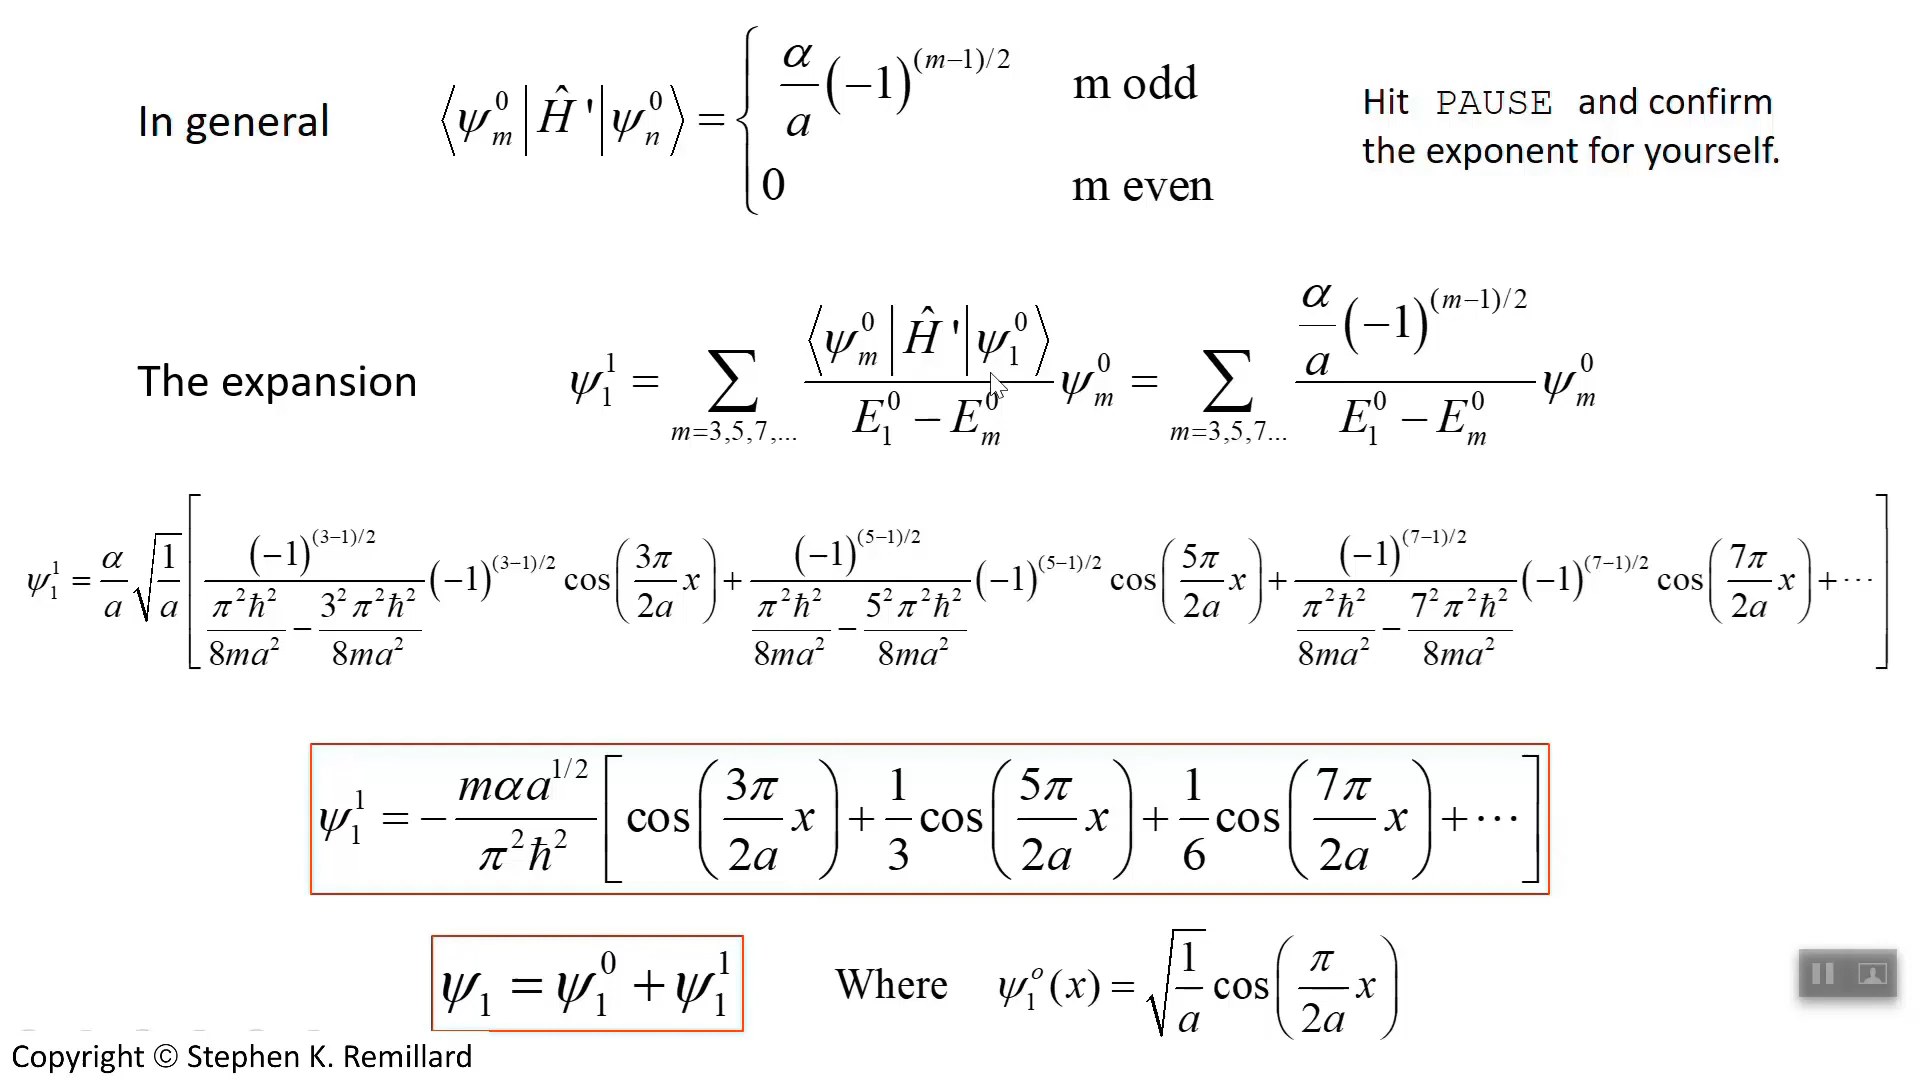 In general ⟨ψ_m^0|Ĥ'|ψ_n^0⟩ = { α/a (−1)^{(m−1)/2} m odd
0 m even
Hit PAUSE and confirm
the exponent for yourself.
The expansion ψ_1^1 = ∑_{m=3,5,7,...} ⟨ψ_m^0|Ĥ'|ψ_1^0⟩/(E_1^0 − E_m^0) ψ_m^0 = ∑_{m=3,5,7...} (α/a (−1)^{(m−1)/2})/(E_1^0 − E_m^0) ψ_m^0
ψ_1^1 = α/a √(1/a) [ (−1)^{(3−1)/2}/(π²ħ²/8ma² − 3²π²ħ²/8ma²) (−1)^{(3−1)/2} cos(3π/2a x) + (−1)^{(5−1)/2}/(π²ħ²/8ma² − 5²π²ħ²/8ma²) (−1)^{(5−1)/2} cos(5π/2a x) + (−1)^{(7−1)/2}/(π²ħ²/8ma² − 7²π²ħ²/8ma²) (−1)^{(7−1)/2} cos(7π/2a x) + ⋯ ]
ψ_1^1 = − mαa^{1/2}/π²ħ² [ cos(3π/2a x) + 1/3 cos(5π/2a x) + 1/6 cos(7π/2a x) + ⋯ ]
ψ_1 = ψ_1^0 + ψ_1^1 Where ψ_1^o(x) = √(1/a) cos(π/2a x)
Copyright © Stephen K. Remillard